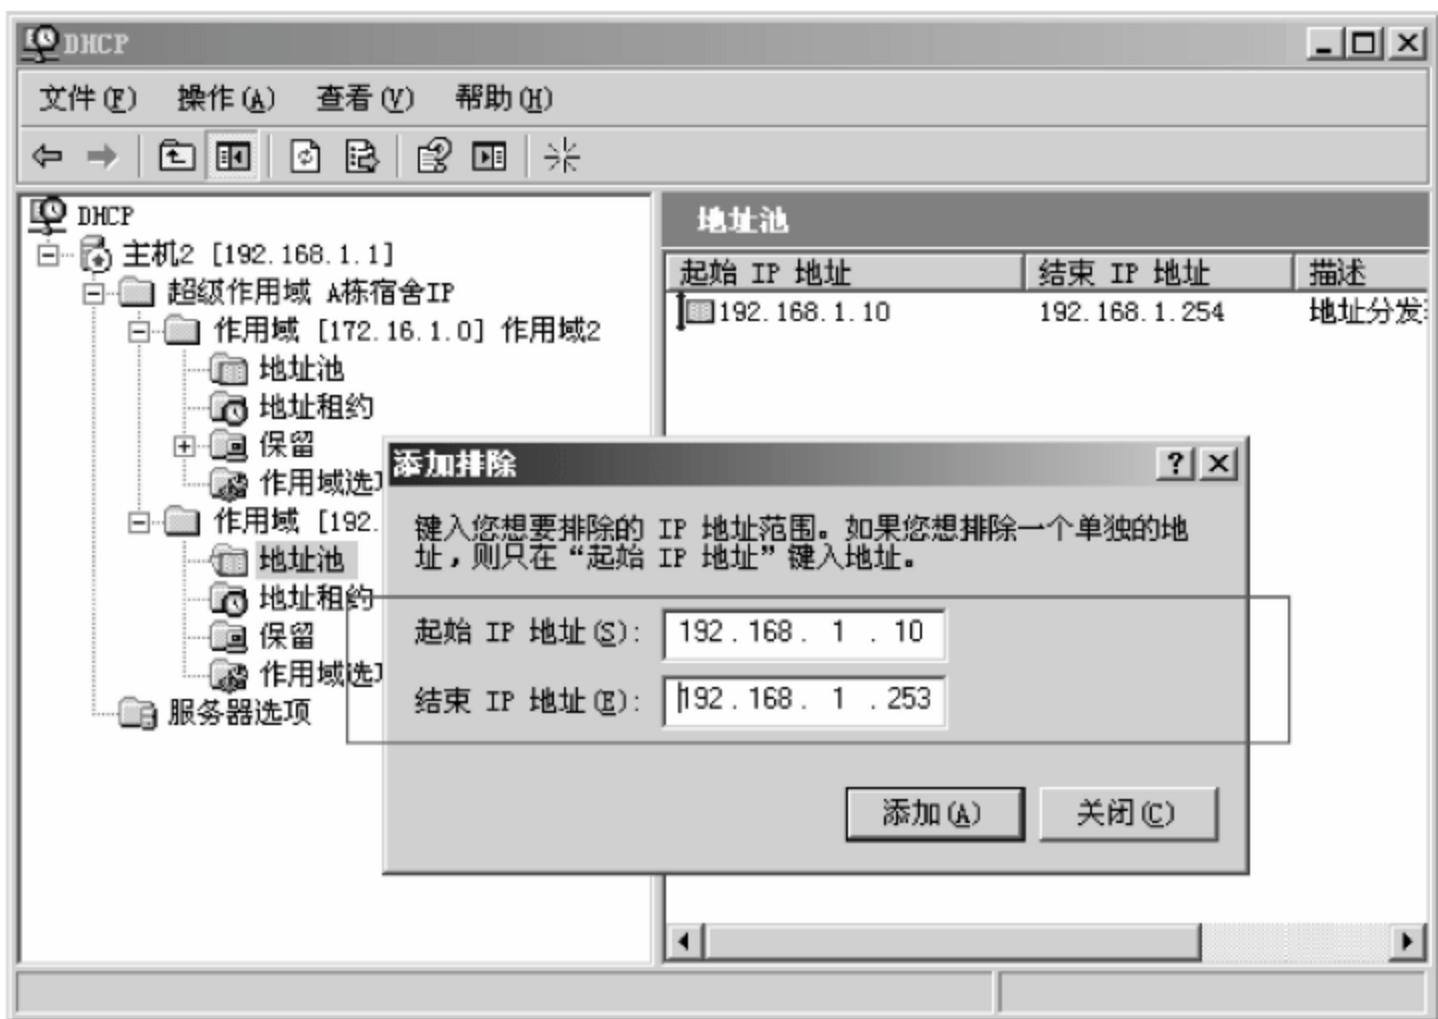 DHCP
文件(F) 操作(A) 查看(V) 帮助(H)
DHCP
主机2 [192.168.1.1]
超级作用域 A栋宿舍IP
作用域 [172.16.1.0] 作用域2
地址池
地址租约
保留
作用域选
作用域 [192.
地址池
地址租约
保留
作用域选
服务器选项
地址池
起始 IP 地址 结束 IP 地址 描述
192.168.1.10 192.168.1.254 地址分发
添加排除
键入您想要排除的 IP 地址范围。如果您想排除一个单独的地
址，则只在“起始 IP 地址”键入地址。
起始 IP 地址(S): 192.168. 1 .10
结束 IP 地址(E): 192.168. 1 .253
添加(A) 关闭(C)